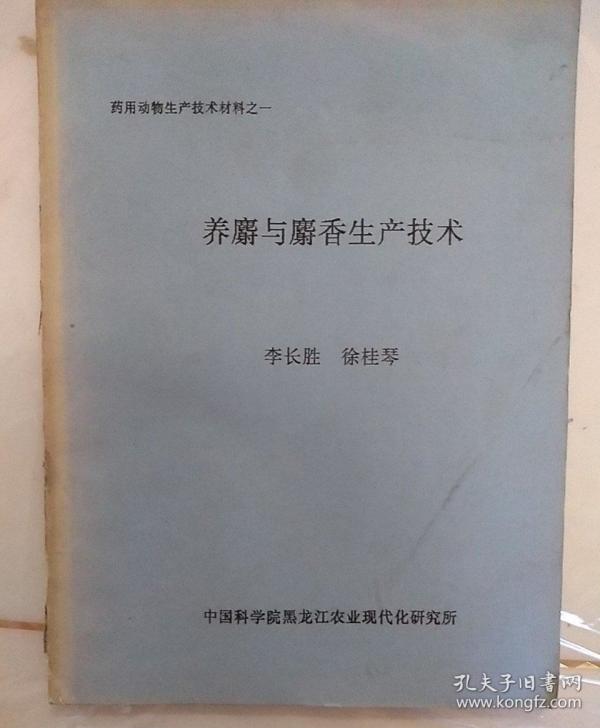 药用动物生产技术材料之一
养麝与麝香生产技术
李长胜 徐桂琴
中国科学院黑龙江农业现代化研究所
孔夫子旧书网
www.kongfz.com